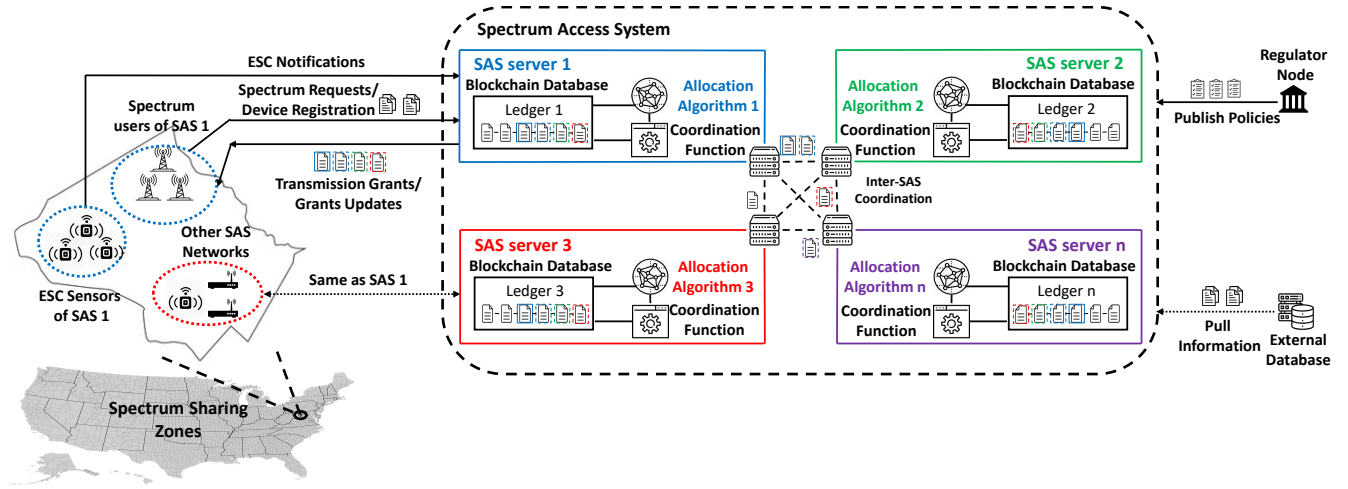 Spectrum Access System
ESC Notifications
Spectrum Requests/
Device Registration
Spectrum
users of SAS 1
Transmission Grants/
Grants Updates
Other SAS
Networks
ESC Sensors
of SAS 1
Same as SAS 1
Spectrum Sharing
Zones
SAS server 1
Blockchain Database
Ledger 1
Allocation
Algorithm 1
Coordination
Function
SAS server 2
Blockchain Database
Allocation
Algorithm 2
Ledger 2
Coordination
Function
Inter-SAS
Coordination
SAS server 3
Blockchain Database
Ledger 3
Allocation
Algorithm 3
Coordination
Function
SAS server n
Blockchain Database
Allocation
Algorithm n
Ledger n
Coordination
Function
Regulator
Node
Publish Policies
Pull
Information
External
Database